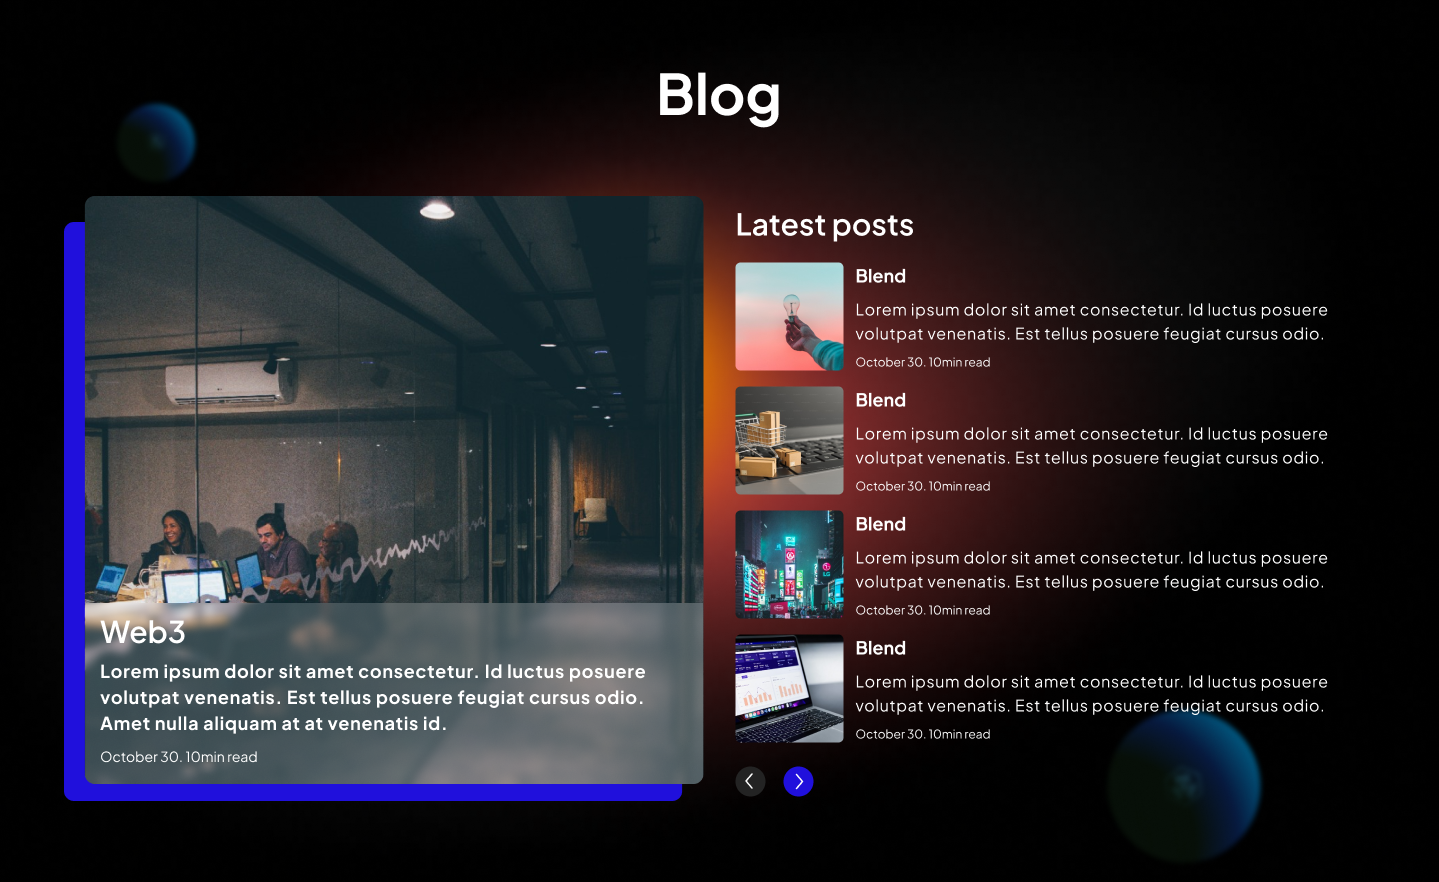 Blog
Web3
Lorem ipsum dolor sit amet consectetur. Id luctus posuere
volutpat venenatis. Est tellus posuere feugiat cursus odio.
Amet nulla aliquam at at venenatis id.
October 30. 10min read
Latest posts
Blend
Lorem ipsum dolor sit amet consectetur. Id luctus posuere
volutpat venenatis. Est tellus posuere feugiat cursus odio.
October 30. 10min read
Blend
Lorem ipsum dolor sit amet consectetur. Id luctus posuere
volutpat venenatis. Est tellus posuere feugiat cursus odio.
October 30. 10min read
Blend
Lorem ipsum dolor sit amet consectetur. Id luctus posuere
volutpat venenatis. Est tellus posuere feugiat cursus odio.
October 30. 10min read
Blend
Lorem ipsum dolor sit amet consectetur. Id luctus posuere
volutpat venenatis. Est tellus posuere feugiat cursus odio.
October 30. 10min read